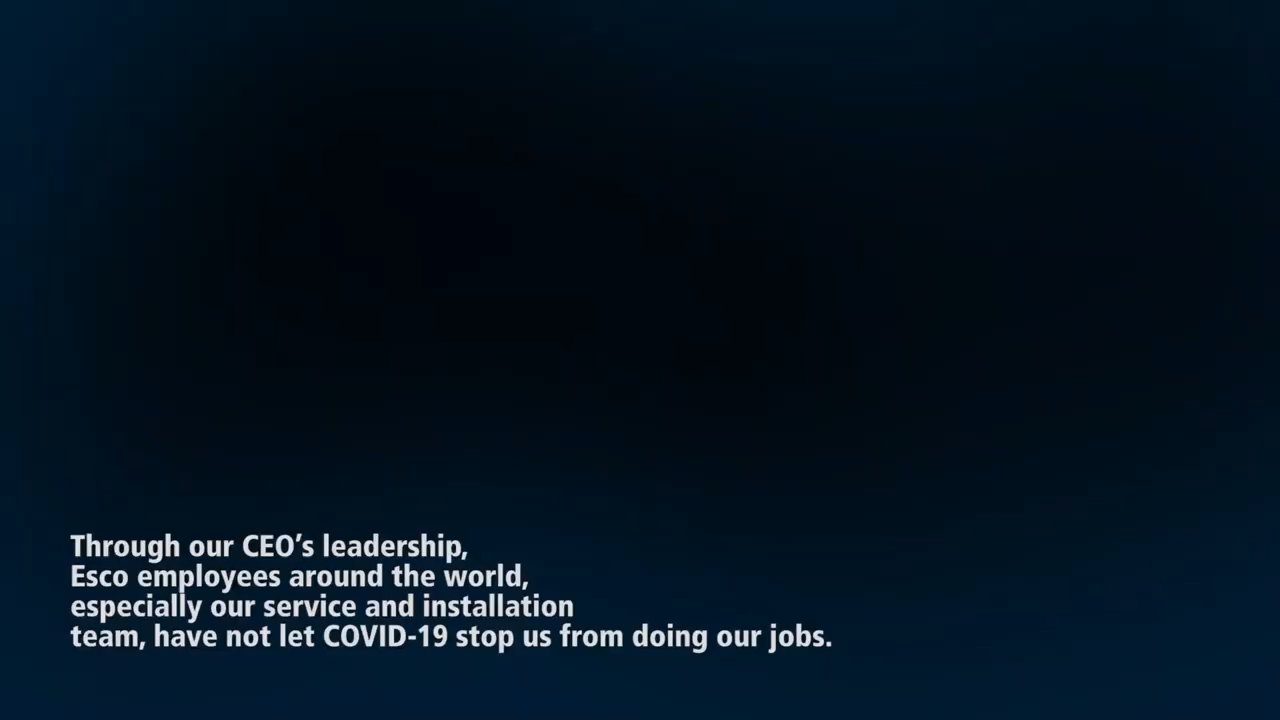 Through our CEO’s leadership,
Esco employees around the world,
especially our service and installation
team, have not let COVID-19 stop us from doing our jobs.